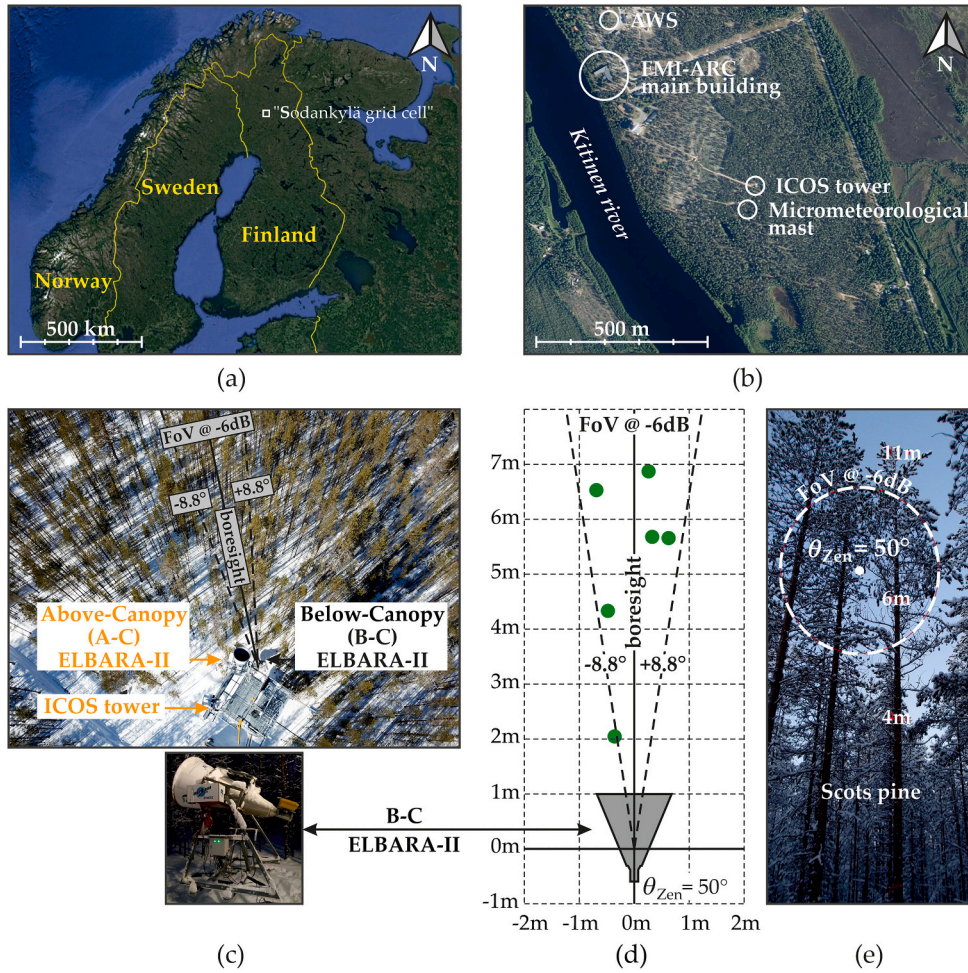 N
"Sodankylä grid cell"
Sweden
Finland
Norway
500 km
(a)
AWS
N
FMI-ARC
main building
Kitinen river
ICOS tower
Micrometeorological
mast
500 m
(b)
FoV @ -6dB
-8.8° +8.8°
boresight
Above-Canopy
(A-C)
ELBARA-II
Below-Canopy
(B-C)
ELBARA-II
ICOS tower
B-C
ELBARA-II
(c)
FoV @ -6dB
7m
6m
5m
4m
3m
2m
1m
0m
-1m
boresight
-8.8° +8.8°
θZen = 50°
-2m -1m 0m 1m 2m
(d)
11m
FoV @ -6dB
θZen = 50°
6m
4m
Scots pine
(e)